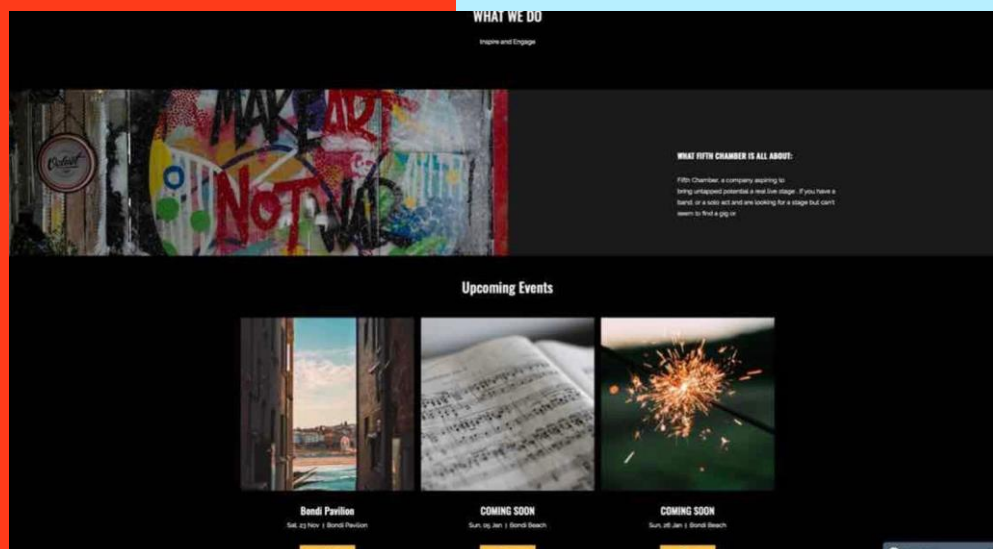 WHAT WE DO
Inspire and Engage
MAKE ART
NOT WAR
WHAT FIFTH CHAMBER IS ALL ABOUT:
Fifth Chamber, a company aspiring to
bring untapped potential a real live stage . If you have a
band, or a solo act and are looking for a stage but can't
seem to find a gig or
Upcoming Events
Bondi Pavilion
Sat, 23 Nov | Bondi Pavilion
COMING SOON
Sun, 05 Jan | Bondi Beach
COMING SOON
Sun, 26 Jan | Bondi Beach